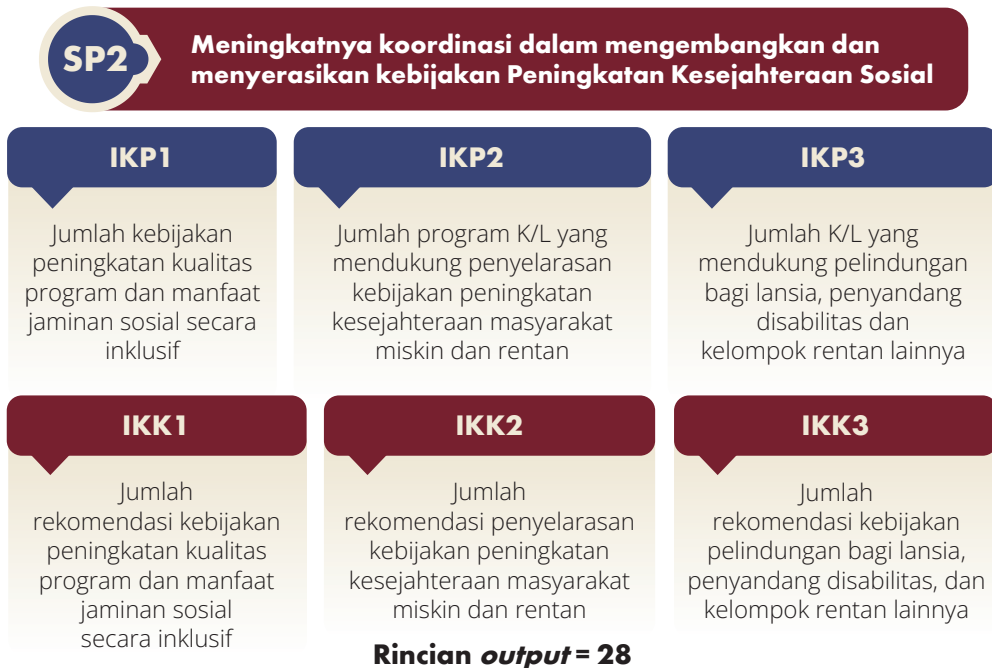 SP2
Meningkatnya koordinasi dalam mengembangkan dan
menyerasikan kebijakan Peningkatan Kesejahteraan Sosial
IKP1
Jumlah kebijakan
peningkatan kualitas
program dan manfaat
jaminan sosial secara
inklusif
IKP2
Jumlah program K/L yang
mendukung penyelarasan
kebijakan peningkatan
kesejahteraan masyarakat
miskin dan rentan
IKP3
Jumlah K/L yang
mendukung pelindungan
bagi lansia, penyandang
disabilitas dan
kelompok rentan lainnya
IKK1
Jumlah
rekomendasi kebijakan
peningkatan kualitas
program dan manfaat
jaminan sosial
secara inklusif
IKK2
Jumlah
rekomendasi penyelarasan
kebijakan peningkatan
kesejahteraan masyarakat
miskin dan rentan
IKK3
Jumlah
rekomendasi kebijakan
pelindungan bagi lansia,
penyandang disabilitas, dan
kelompok rentan lainnya
Rincian output = 28